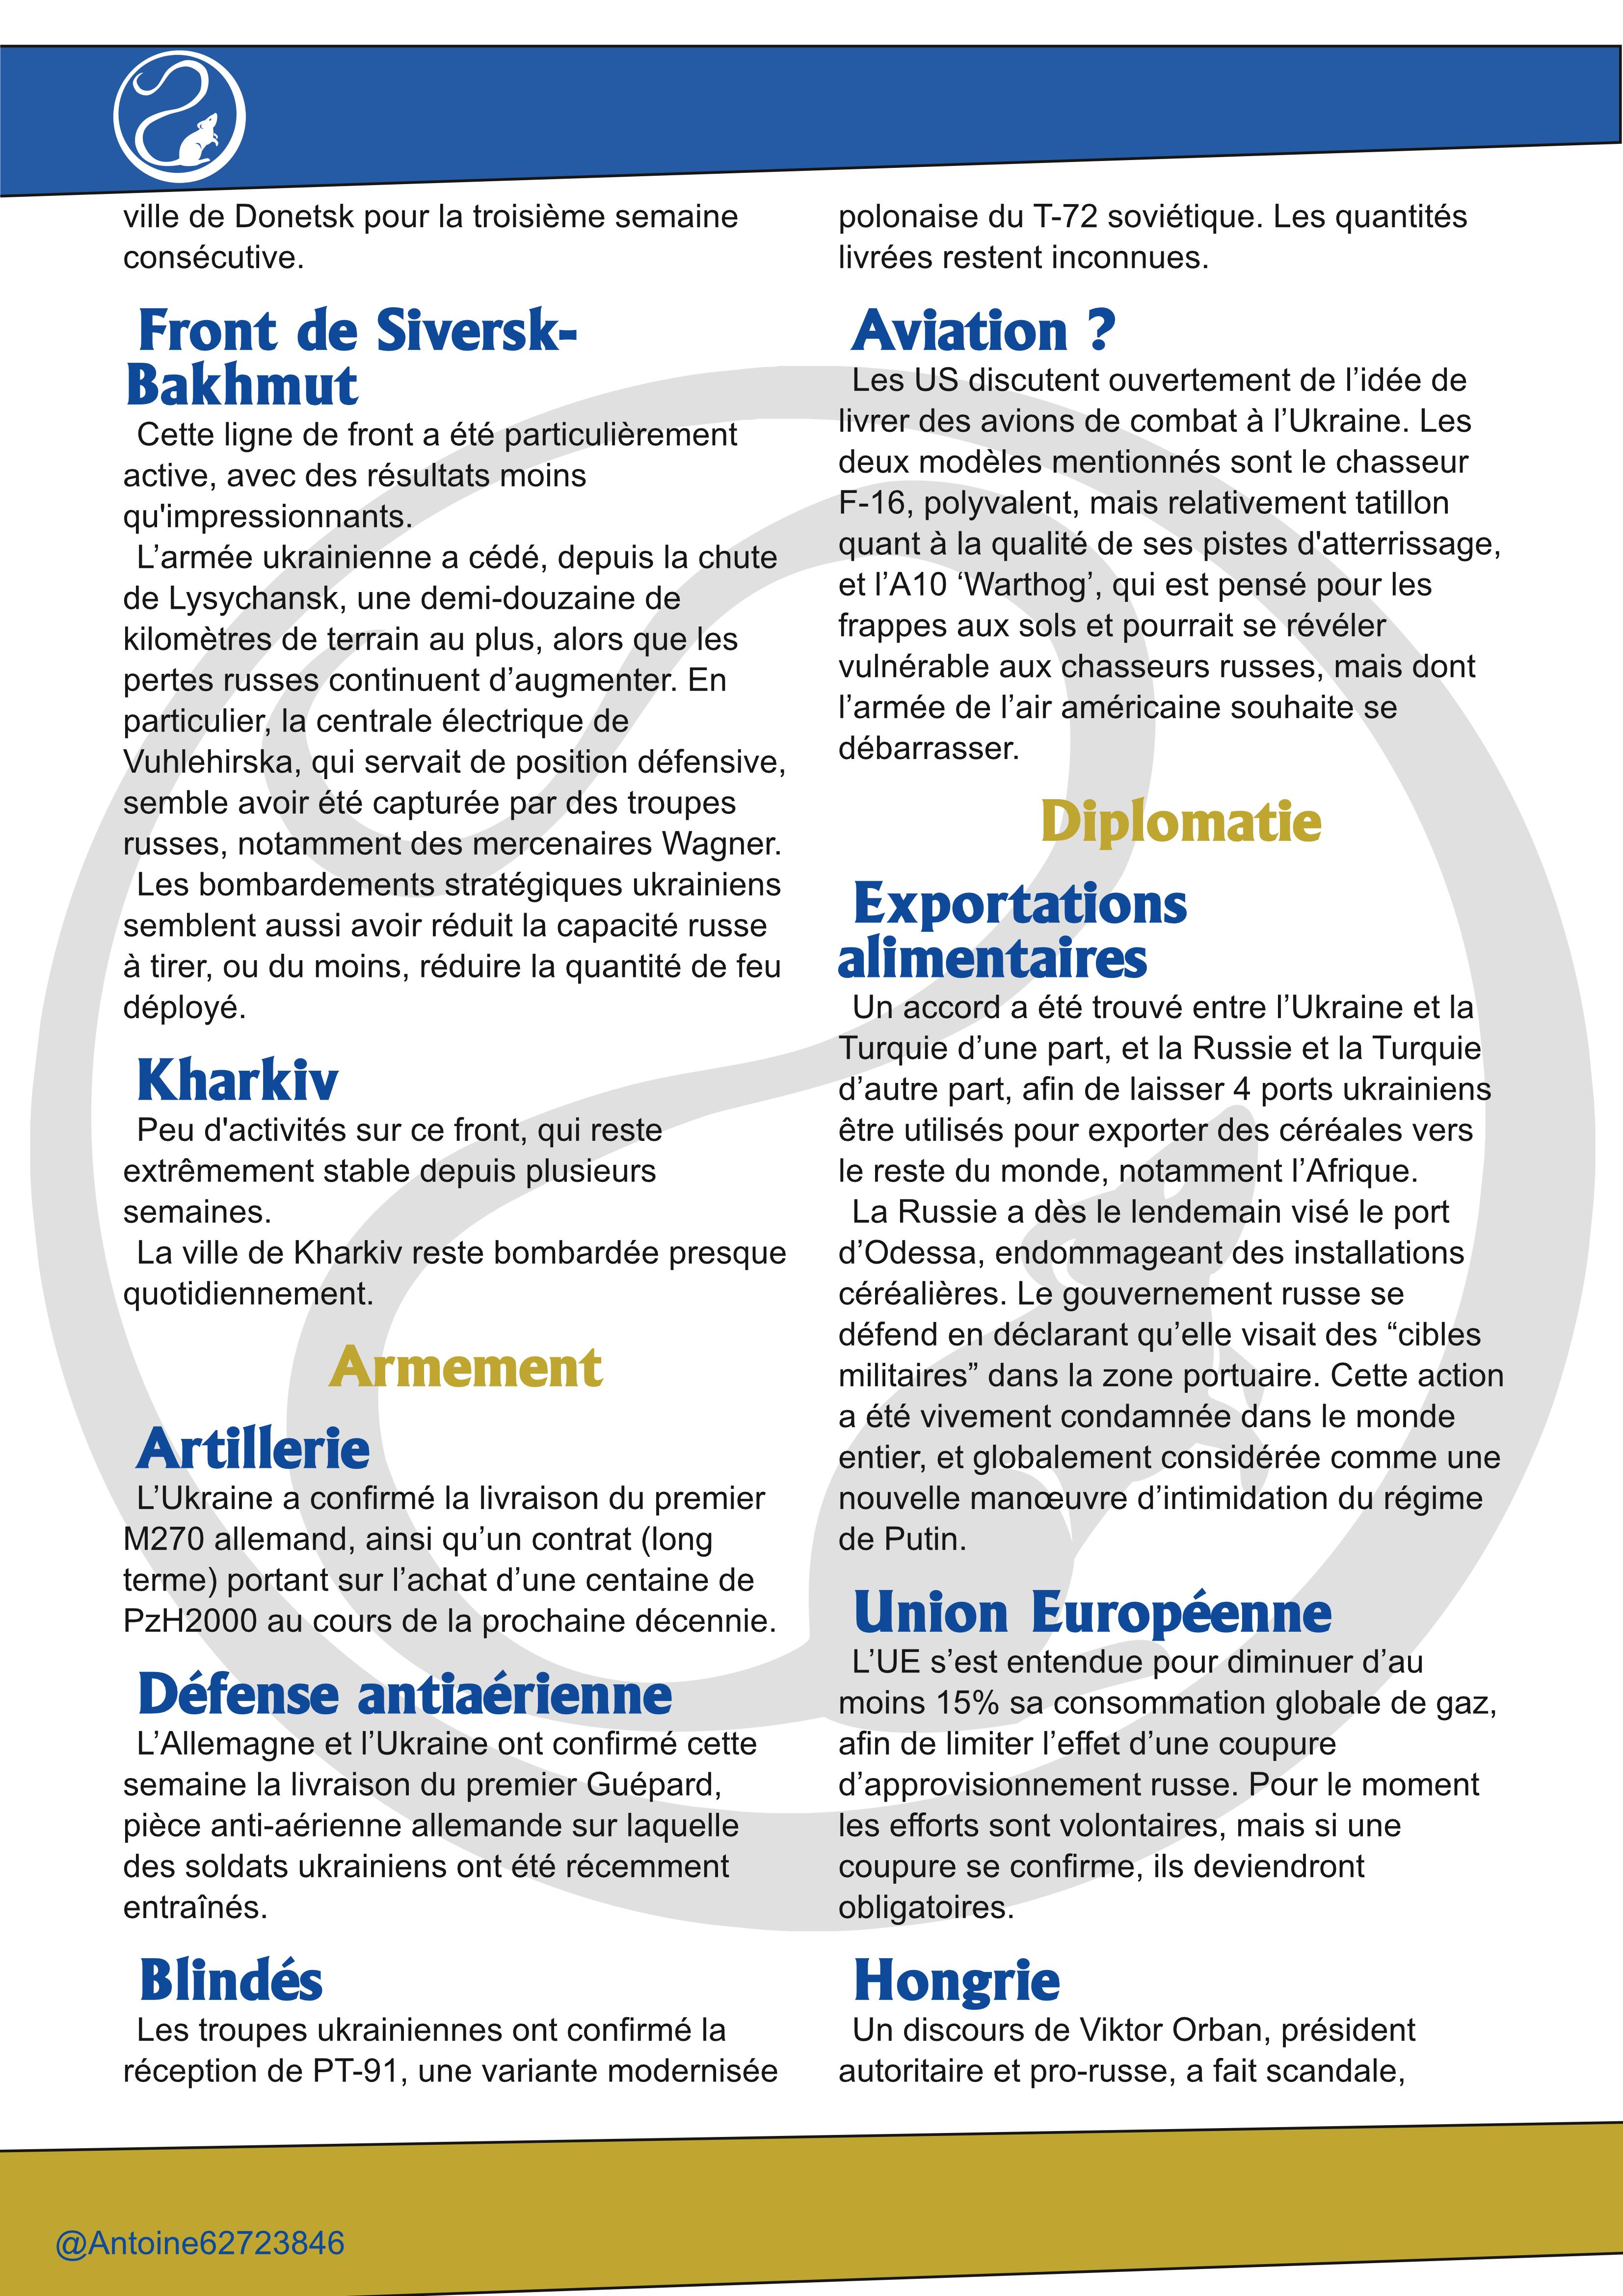 ville de Donetsk pour la troisième semaine
consécutive.
Front de Siversk-
Bakhmut
Cette ligne de front a été particulièrement
active, avec des résultats moins
qu'impressionnants.
L’armée ukrainienne a cédé, depuis la chute
de Lysychansk, une demi-douzaine de
kilomètres de terrain au plus, alors que les
pertes russes continuent d’augmenter. En
particulier, la centrale électrique de
Vuhlehirska, qui servait de position défensive,
semble avoir été capturée par des troupes
russes, notamment des mercenaires Wagner.
Les bombardements stratégiques ukrainiens
semblent aussi avoir réduit la capacité russe
à tirer, ou du moins, réduire la quantité de feu
déployé.
Kharkiv
Peu d'activités sur ce front, qui reste
extrêmement stable depuis plusieurs
semaines.
La ville de Kharkiv reste bombardée presque
quotidiennement.
Armement
Artillerie
L’Ukraine a confirmé la livraison du premier
M270 allemand, ainsi qu’un contrat (long
terme) portant sur l’achat d’une centaine de
PzH2000 au cours de la prochaine décennie.
Défense antiaérienne
L’Allemagne et l’Ukraine ont confirmé cette
semaine la livraison du premier Guépard,
pièce anti-aérienne allemande sur laquelle
des soldats ukrainiens ont été récemment
entraînés.
Blindés
Les troupes ukrainiennes ont confirmé la
réception de PT-91, une variante modernisée
polonaise du T-72 soviétique. Les quantités
livrées restent inconnues.
Aviation ?
Les US discutent ouvertement de l’idée de
livrer des avions de combat à l’Ukraine. Les
deux modèles mentionnés sont le chasseur
F-16, polyvalent, mais relativement tatillon
quant à la qualité de ses pistes d'atterrissage,
et l’A10 ‘Warthog’, qui est pensé pour les
frappes aux sols et pourrait se révéler
vulnérable aux chasseurs russes, mais dont
l’armée de l’air américaine souhaite se
débarrasser.
Diplomatie
Exportations
alimentaires
Un accord a été trouvé entre l’Ukraine et la
Turquie d’une part, et la Russie et la Turquie
d’autre part, afin de laisser 4 ports ukrainiens
être utilisés pour exporter des céréales vers
le reste du monde, notamment l’Afrique.
La Russie a dès le lendemain visé le port
d’Odessa, endommageant des installations
céréalières. Le gouvernement russe se
défend en déclarant qu’elle visait des “cibles
militaires” dans la zone portuaire. Cette action
a été vivement condamnée dans le monde
entier, et globalement considérée comme une
nouvelle manœuvre d’intimidation du régime
de Putin.
Union Européenne
L’UE s’est entendue pour diminuer d’au
moins 15% sa consommation globale de gaz,
afin de limiter l’effet d’une coupure
d’approvisionnement russe. Pour le moment
les efforts sont volontaires, mais si une
coupure se confirme, ils deviendront
obligatoires.
Hongrie
Un discours de Viktor Orban, président
autoritaire et pro-russe, a fait scandale,
@Antoine62723846